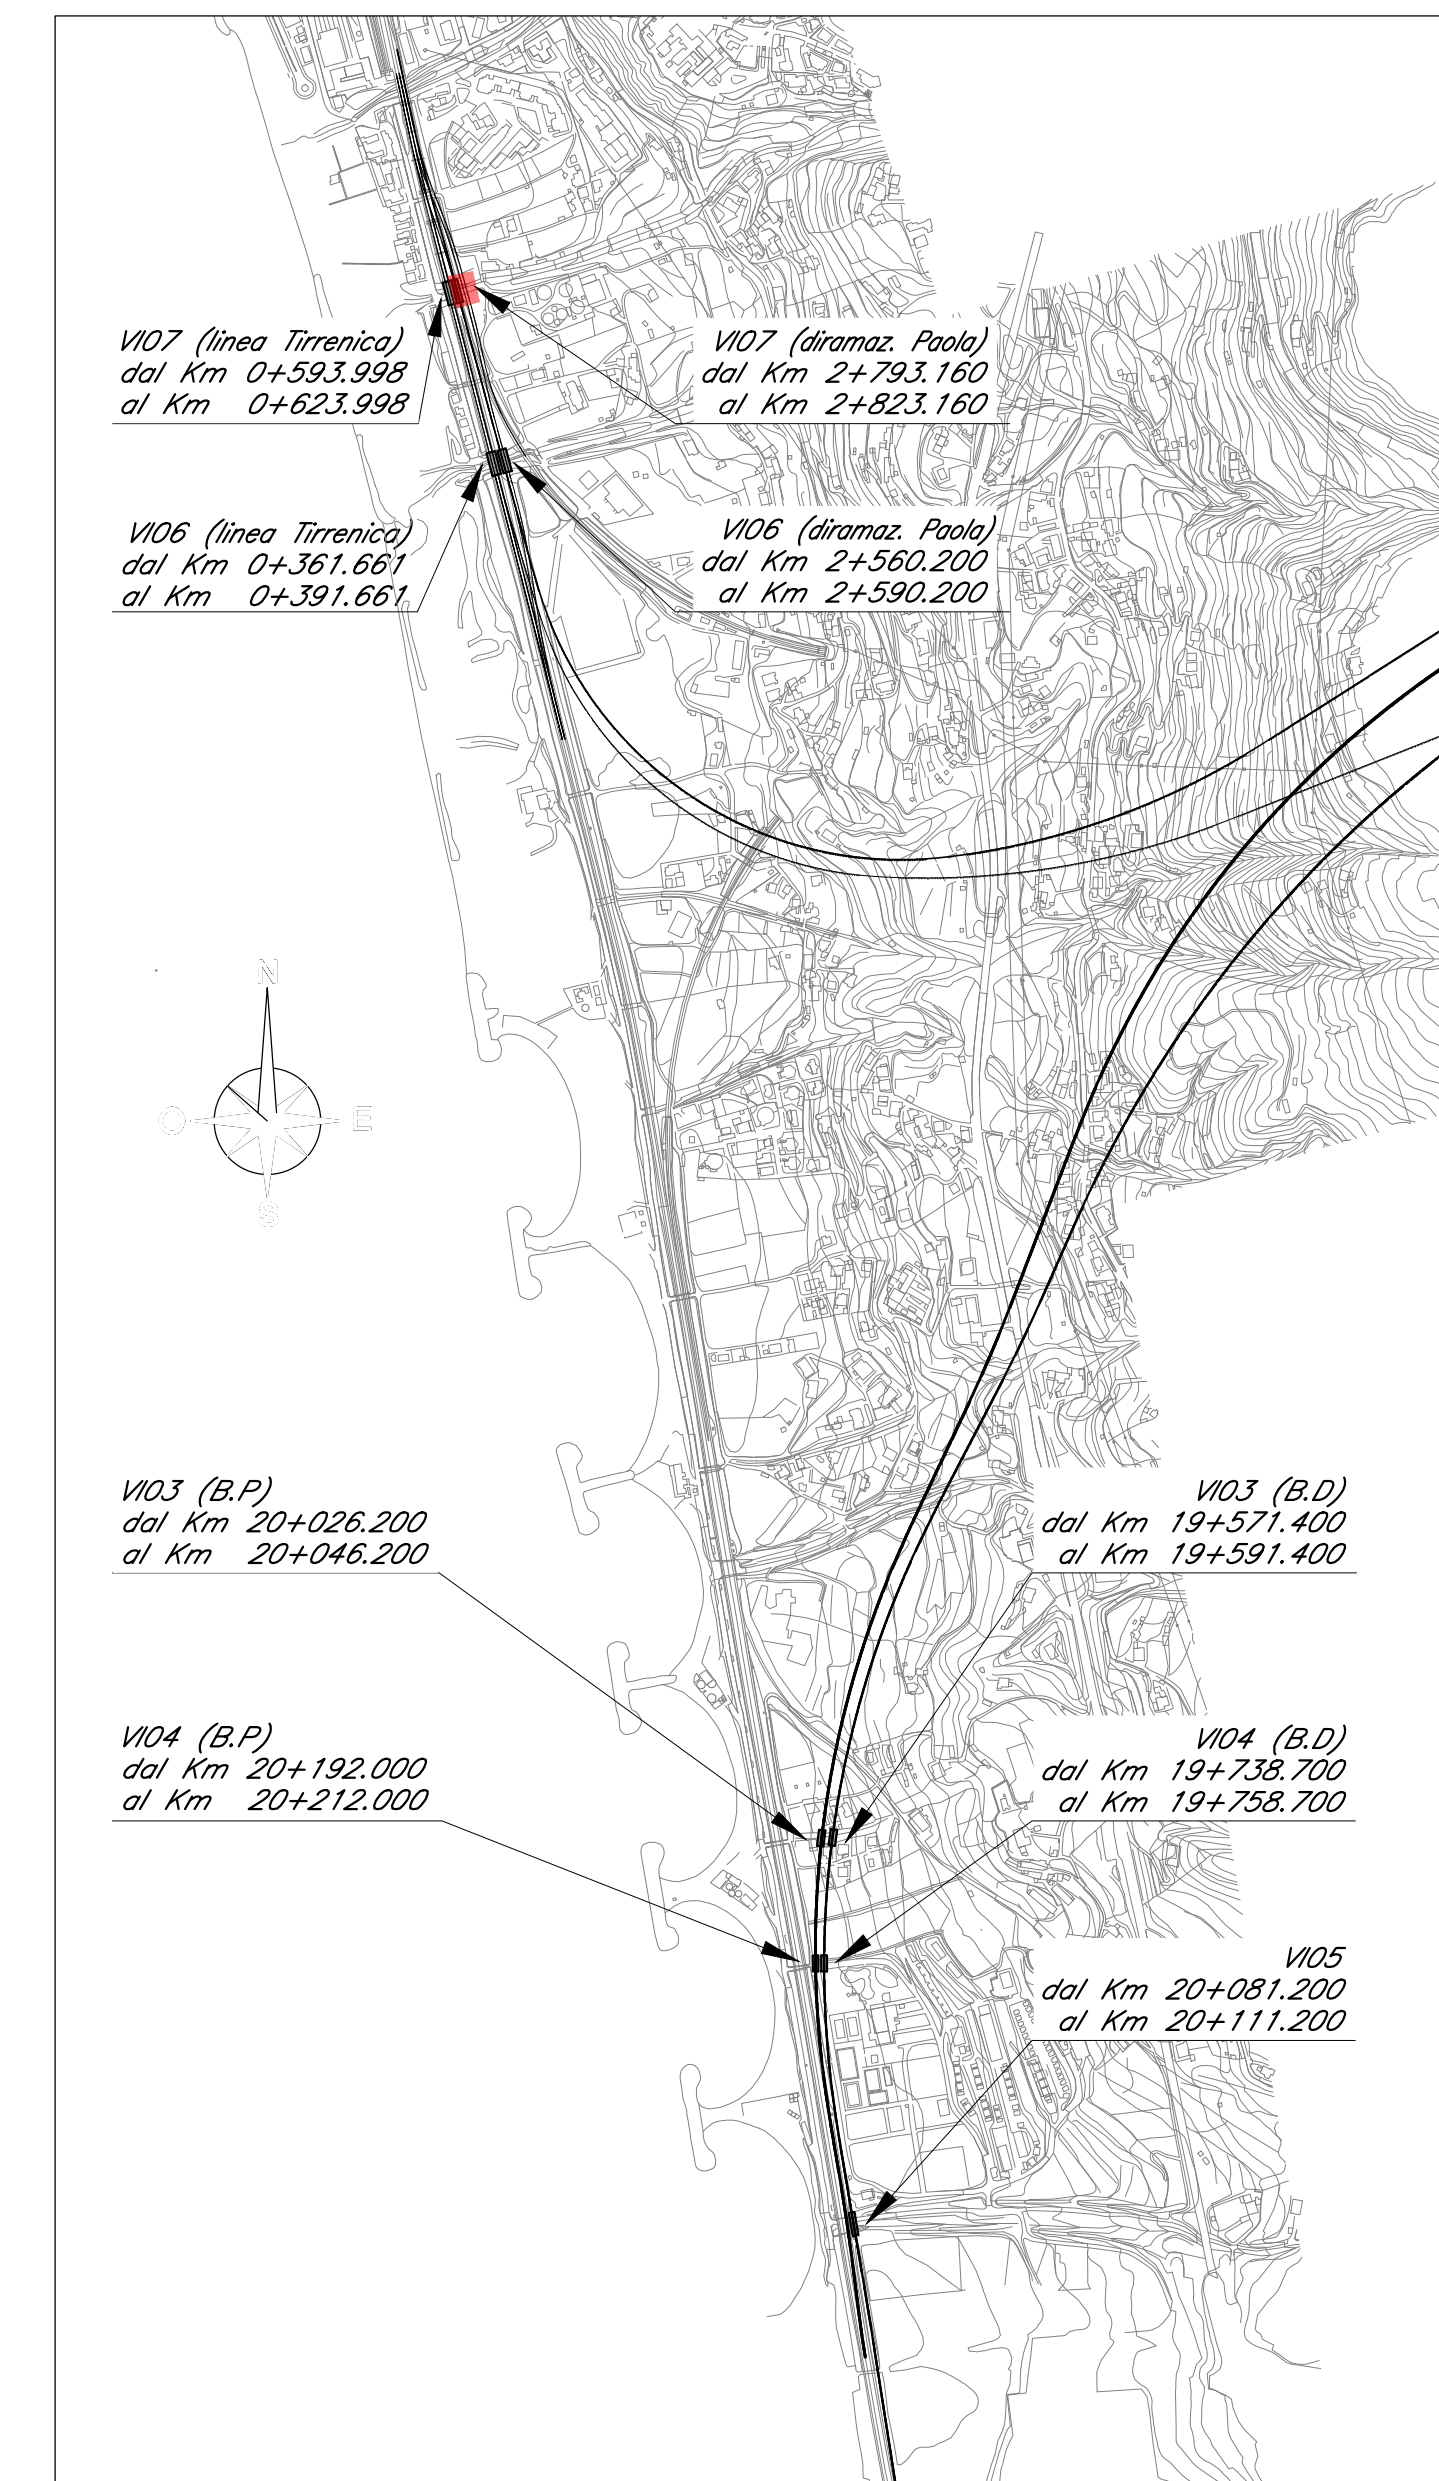 VI07 (linea Tirrenica)
dal Km 0+593.998
al Km 0+623.998
VI07 (diramaz. Paola)
dal Km 2+793.160
al Km 2+823.160
VI06 (linea Tirrenica)
dal Km 0+361.661
al Km 0+391.661
VI06 (diramaz. Paola)
dal Km 2+560.200
al Km 2+590.200
N
O
E
S
VI03 (B.P)
dal Km 20+026.200
al Km 20+046.200
VI03 (B.D)
dal Km 19+571.400
al Km 19+591.400
VI04 (B.P)
dal Km 20+192.000
al Km 20+212.000
VI04 (B.D)
dal Km 19+738.700
al Km 19+758.700
VI05
dal Km 20+081.200
al Km 20+111.200